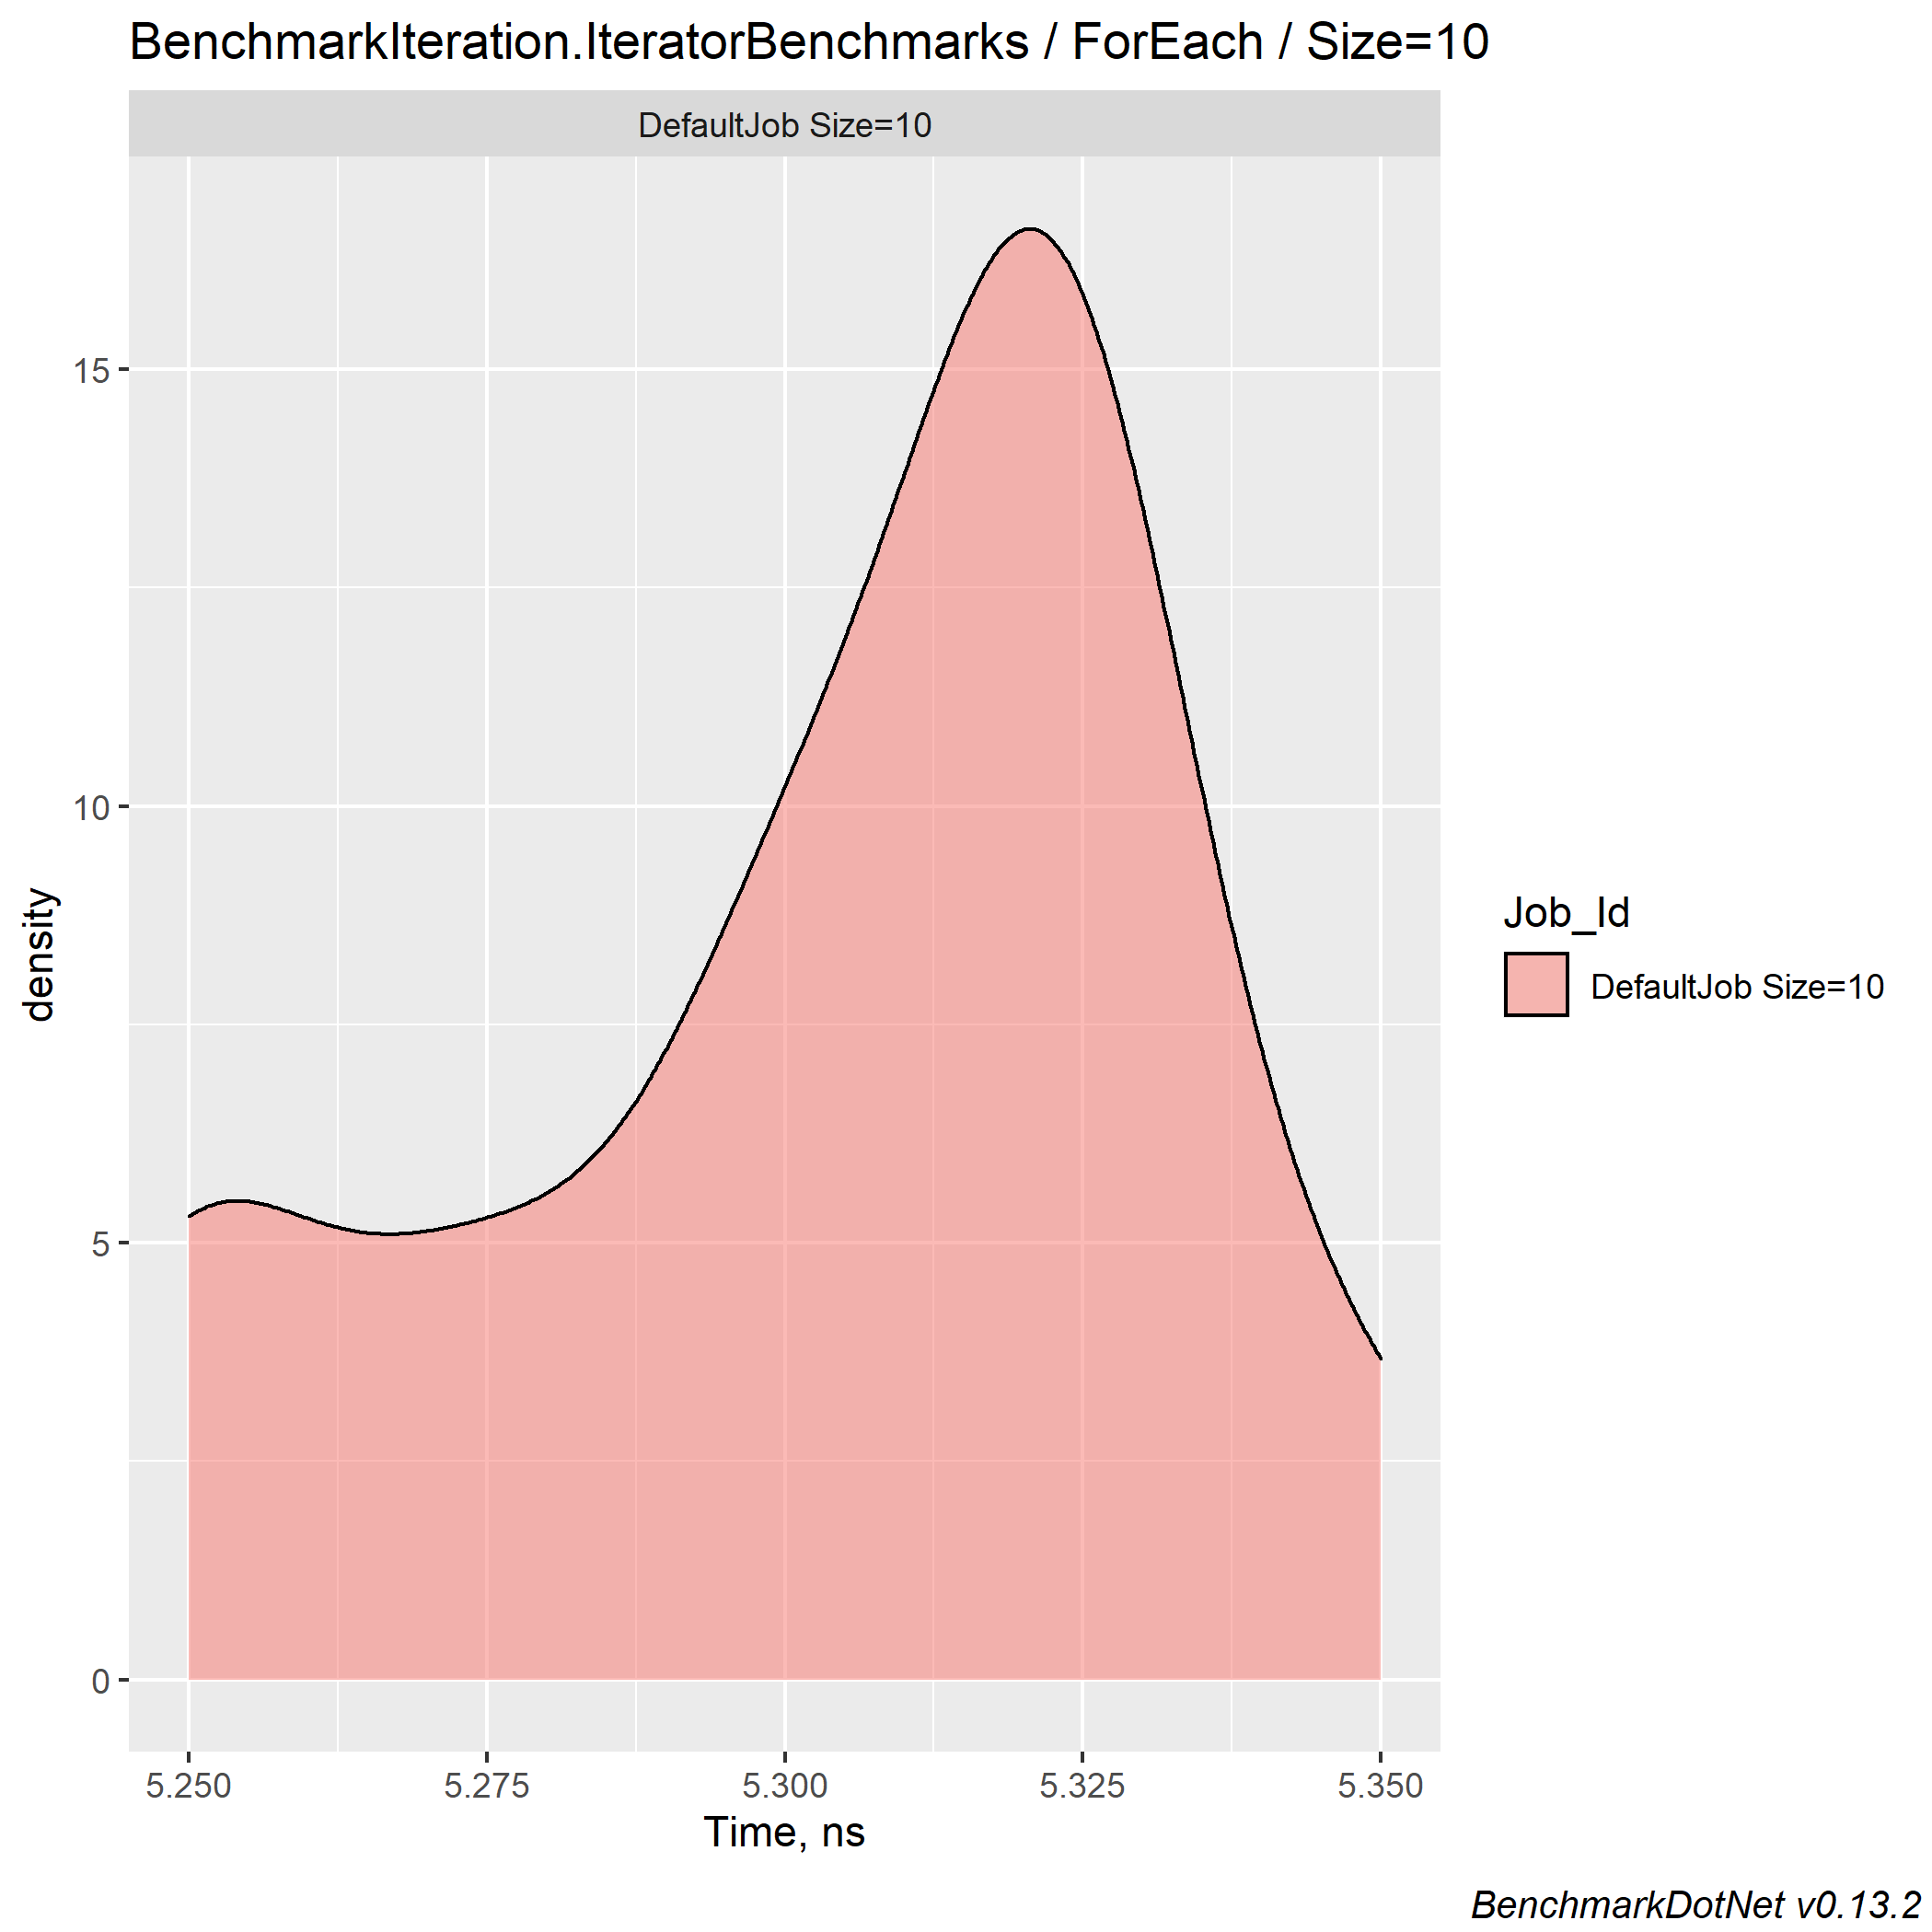 BenchmarkIteration.IteratorBenchmarks / ForEach / Size=10
DefaultJob Size=10
15
10
5
0
density
5.250 5.275 5.300 5.325 5.350
Time, ns
Job_Id
DefaultJob Size=10
BenchmarkDotNet v0.13.2